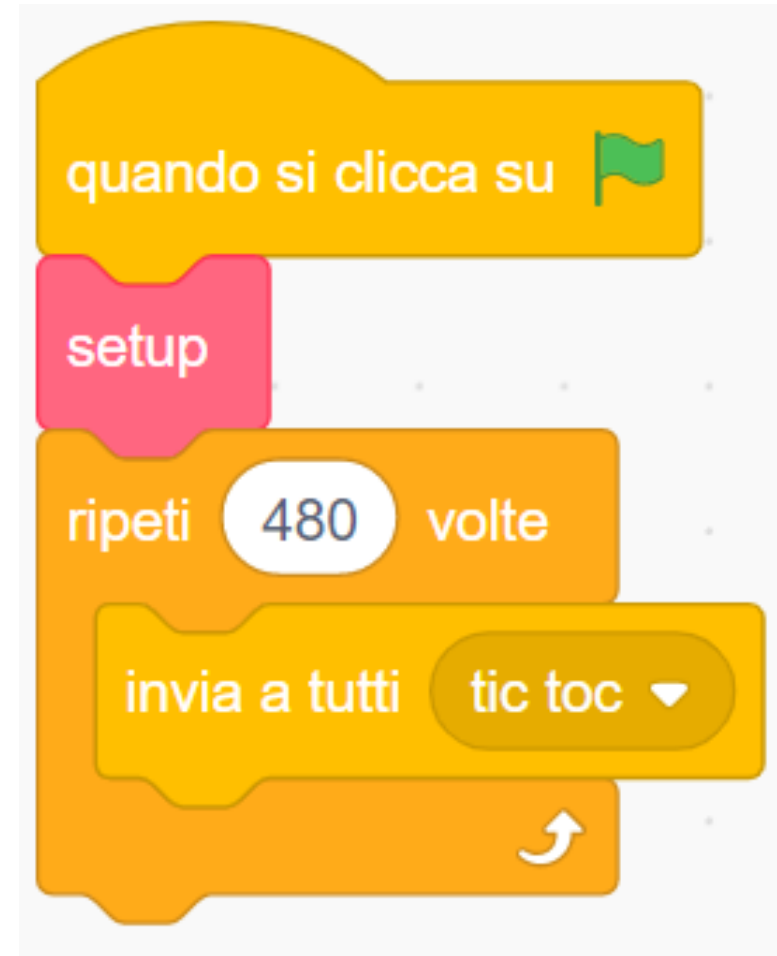 quando si clicca su
setup
ripeti 480 volte
invia a tutti tic toc